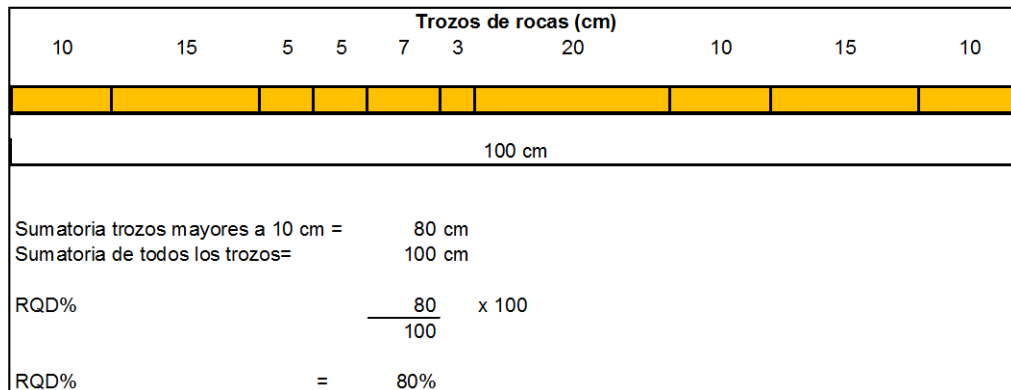 Trozos de rocas (cm)
10 15 5 5 7 3 20 10 15 10
100 cm
Sumatoria trozos mayores a 10 cm = 80 cm
Sumatoria de todos los trozos= 100 cm
RQD% 80 x 100
100
RQD% = 80%